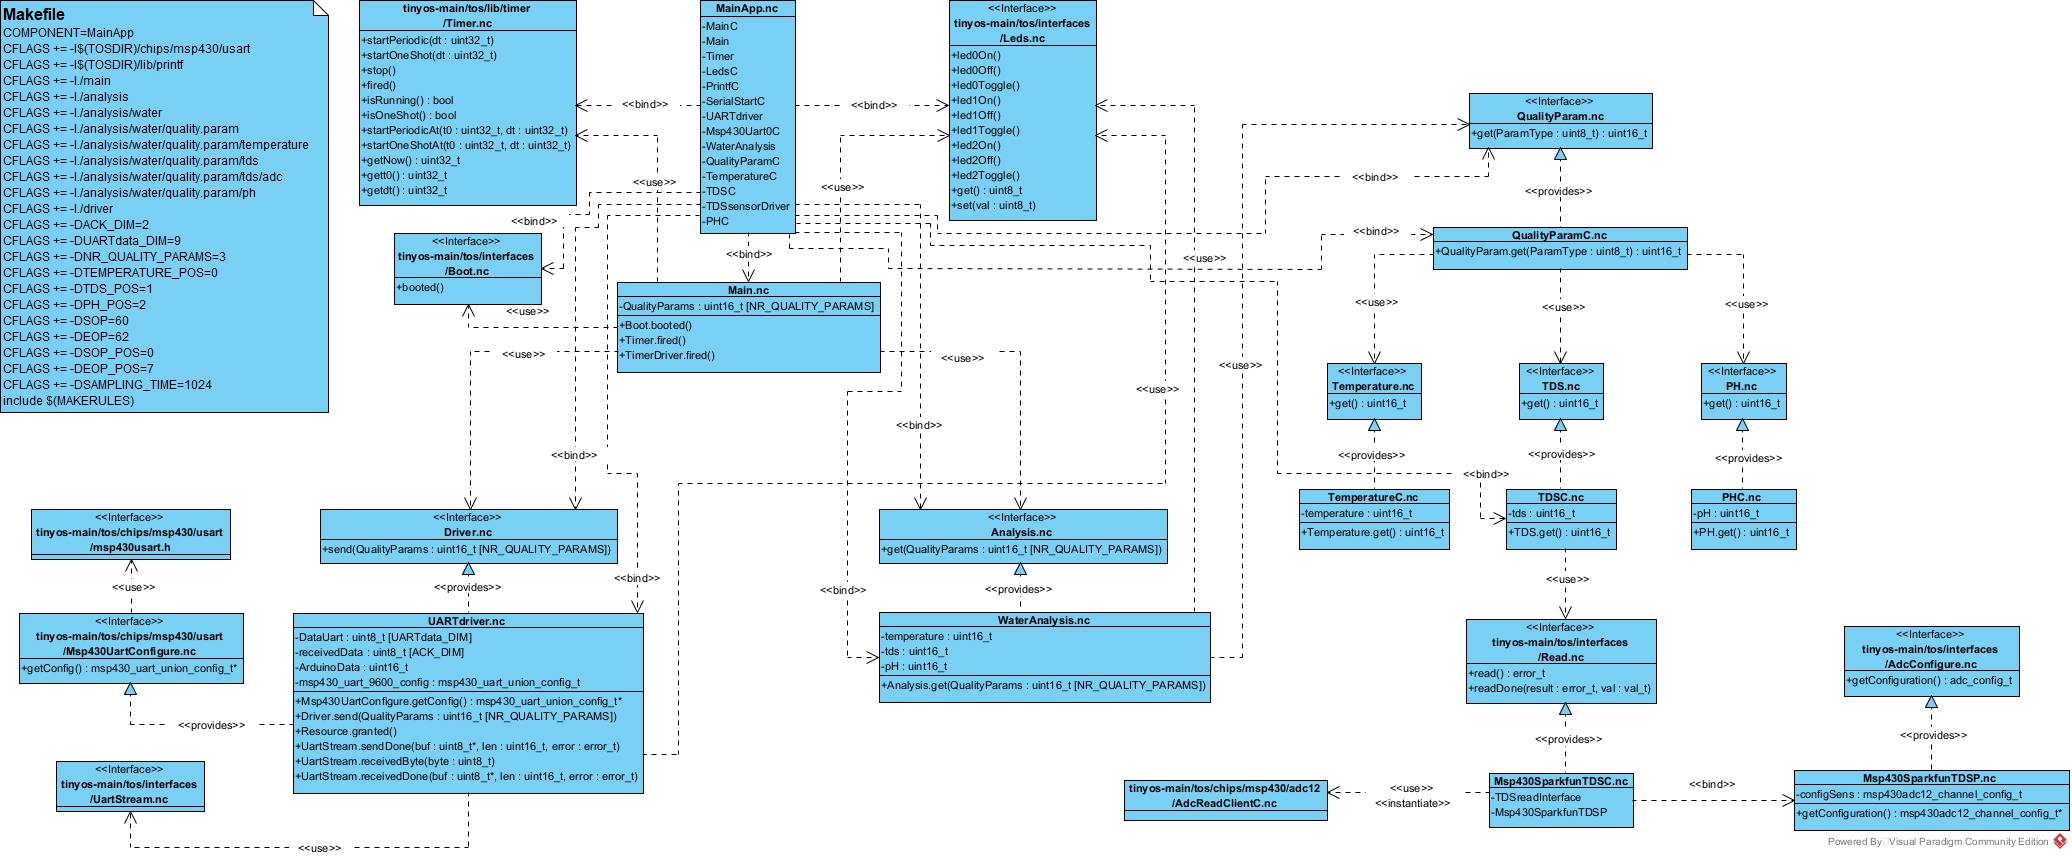 Makefile
COMPONENT=MainApp
CFLAGS += -I$(TOSDIR)/chips/msp430/usart
CFLAGS += -I$(TOSDIR)/lib/printf
CFLAGS += -I./main
CFLAGS += -I./analysis
CFLAGS += -I./analysis/water
CFLAGS += -I./analysis/water/quality.param
CFLAGS += -I./analysis/water/quality.param/temperature
CFLAGS += -I./analysis/water/quality.param/tds
CFLAGS += -I./analysis/water/quality.param/tds/adc
CFLAGS += -I./analysis/water/quality.param/ph
CFLAGS += -I./driver
CFLAGS += -DACK_DIM=2
CFLAGS += -DUARTdata_DIM=9
CFLAGS += -DNR_QUALITY_PARAMS=3
CFLAGS += -DTEMPERATURE_POS=0
CFLAGS += -DTDS_POS=1
CFLAGS += -DPH_POS=2
CFLAGS += -DSOP=60
CFLAGS += -DEOP=62
CFLAGS += -DSOP_POS=0
CFLAGS += -DEOP_POS=7
CFLAGS += -DSAMPLING_TIME=1024
include $(MAKERULES)
tinyos-main/tos/lib/timer
/Timer.nc
+startPeriodic(dt : uint32_t)
+startOneShot(dt : uint32_t)
+stop()
+fired()
+isRunning() : bool
+isOneShot() : bool
+startPeriodicAt(t0 : uint32_t, dt : uint32_t)
+startOneShotAt(t0 : uint32_t, dt : uint32_t)
+getNow() : uint32_t
+gett0() : uint32_t
+getdt() : uint32_t
MainApp.nc
-MainC
-Main
-Timer
-LedsC
-PrintfC
-SerialStartC
-UARTdriver
-Msp430Uart0C
-WaterAnalysis
-QualityParamC
-TemperatureC
-TDSC
-TDSsensorDriver
-PHC
<<Interface>>
tinyos-main/tos/interfaces
/Leds.nc
+led0On()
+led0Off()
+led0Toggle()
+led1On()
+led1Off()
+led1Toggle()
+led2On()
+led2Off()
+led2Toggle()
+get() : uint8_t
+set(val : uint8_t)
<<bind>>
<<bind>>
<<use>>
<<use>>
<<bind>>
<<bind>>
<<Interface>>
tinyos-main/tos/interfaces
/Boot.nc
+booted()
<<use>>
Main.nc
-QualityParams : uint16_t [NR_QUALITY_PARAMS]
+Boot.booted()
+Timer.fired()
+TimerDriver.fired()
<<use>>
<<use>>
<<Interface>>
QualityParam.nc
+get(ParamType : uint8_t) : uint16_t
<<bind>>
<<provides>>
<<bind>>
QualityParamC.nc
+QualityParam.get(ParamType : uint8_t) : uint16_t
<<use>>
<<use>>
<<use>>
<<use>>
<<use>>
<<use>>
<<Interface>>
Temperature.nc
+get() : uint16_t
<<Interface>>
TDS.nc
+get() : uint16_t
<<Interface>>
PH.nc
+get() : uint16_t
<<bind>>
<<bind>>
<<provides>>
<<provides>>
<<provides>>
<<bind>>
TemperatureC.nc
-temperature : uint16_t
+Temperature.get() : uint16_t
TDSC.nc
-tds : uint16_t
+TDS.get() : uint16_t
PHC.nc
-pH : uint16_t
+PH.get() : uint16_t
<<Interface>>
tinyos-main/tos/chips/msp430/usart
/msp430usart.h
<<Interface>>
Driver.nc
+send(QualityParams : uint16_t [NR_QUALITY_PARAMS])
<<Interface>>
Analysis.nc
+get(QualityParams : uint16_t [NR_QUALITY_PARAMS])
<<use>>
<<provides>>
<<bind>>
<<bind>>
<<provides>>
<<use>>
<<Interface>>
tinyos-main/tos/chips/msp430/usart
/Msp430UartConfigure.nc
+getConfig() : msp430_uart_union_config_t*
<<provides>>
UARTdriver.nc
-DataUart : uint8_t [UARTdata_DIM]
-receivedData : uint8_t [ACK_DIM]
-ArduinoData : uint16_t
-msp430_uart_9600_config : msp430_uart_union_config_t
+Msp430UartConfigure.getConfig() : msp430_uart_union_config_t*
+Driver.send(QualityParams : uint16_t [NR_QUALITY_PARAMS])
+Resource.granted()
+UartStream.sendDone(buf : uint8_t*, len : uint16_t, error : error_t)
+UartStream.receivedByte(byte : uint8_t)
+UartStream.receivedDone(buf : uint8_t*, len : uint16_t, error : error_t)
WaterAnalysis.nc
-temperature : uint16_t
-tds : uint16_t
-pH : uint16_t
+Analysis.get(QualityParams : uint16_t [NR_QUALITY_PARAMS])
<<Interface>>
tinyos-main/tos/interfaces
/Read.nc
+read() : error_t
+readDone(result : error_t, val : val_t)
<<Interface>>
tinyos-main/tos/interfaces
/AdcConfigure.nc
+getConfiguration() : adc_config_t
<<provides>>
<<provides>>
<<Interface>>
tinyos-main/tos/interfaces
/UartStream.nc
<<use>>
tinyos-main/tos/chips/msp430/adc12
/AdcReadClientC.nc
<<use>>
<<instantiate>>
Msp430SparkfunTDSC.nc
-TDSreadInterface
-Msp430SparkfunTDSP
<<bind>>
Msp430SparkfunTDSP.nc
-configSens : msp430adc12_channel_config_t
+getConfiguration() : msp430adc12_channel_config_t*
Powered By Visual Paradigm Community Edition